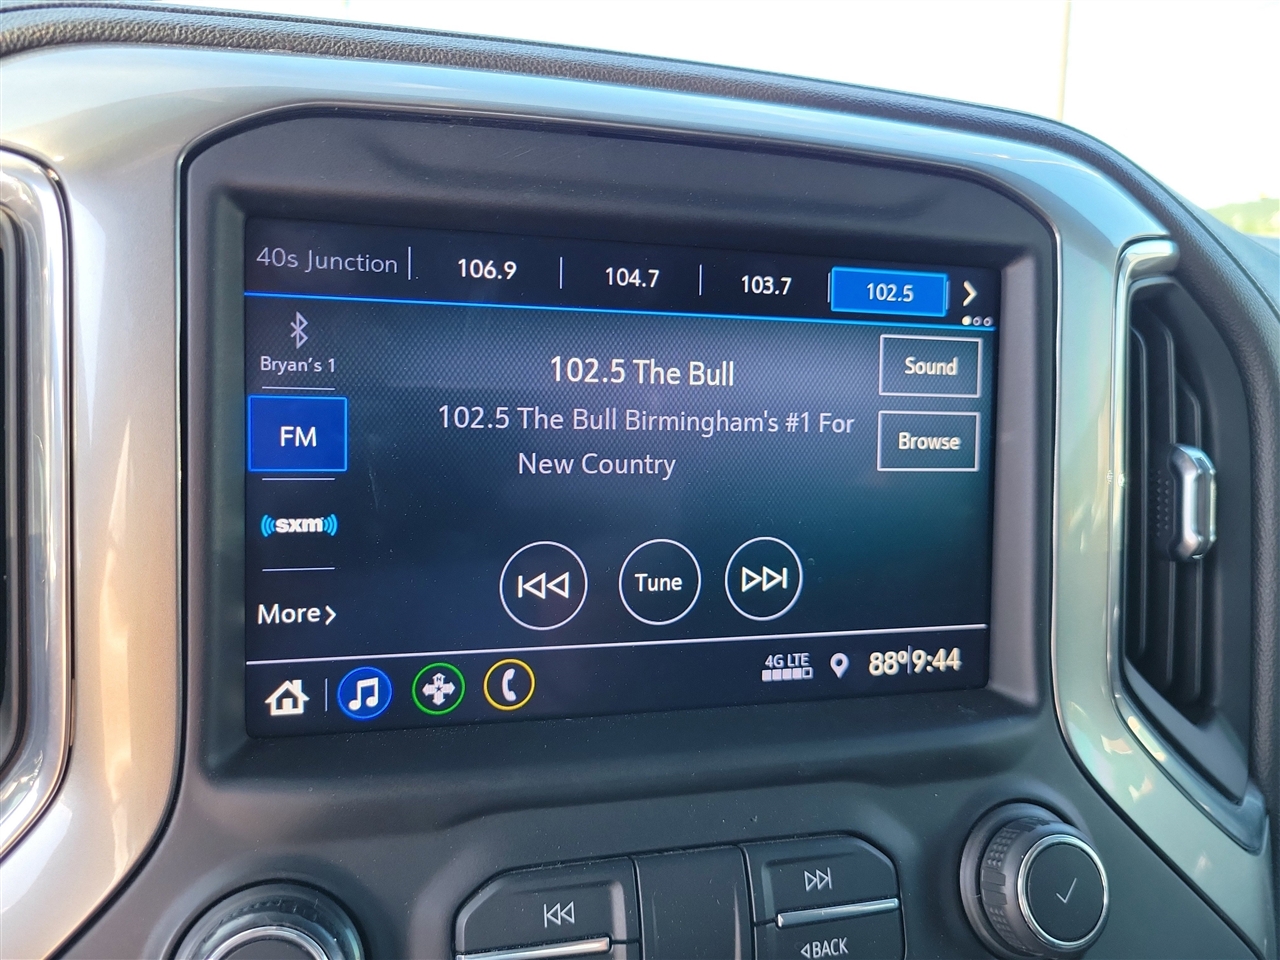 40s Junction
106.9
104.7
103.7
102.5
Bryan's 1
FM
sxm
More
102.5 The Bull
102.5 The Bull Birmingham's #1 For
New Country
Sound
Browse
Tune
N
4G LTE
88° 9:44
BACK